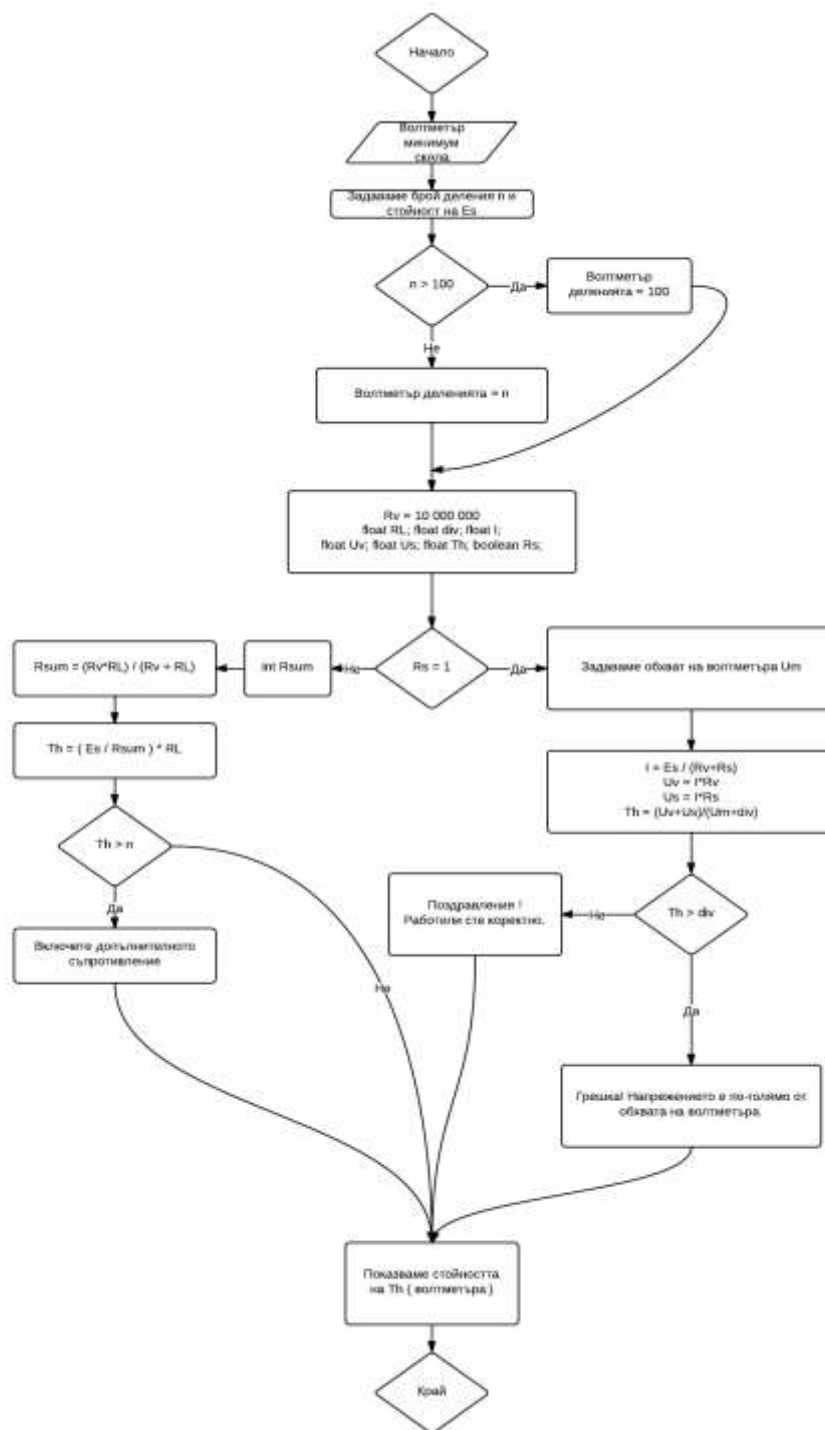 Начало
Волтметър
минимум
скала
Задаваме брой деления n и
стойност на Es
n > 100
Да
Волтметър
деленията = 100
Не
Волтметър деленията = n
Rv = 10 000 000
float RL; float div; float I;
float Uv; float Us; float Th; boolean Rs;
Rsum = (Rv*RL) / (Rv + RL)
int Rsum
Не
Rs = 1
Да
Задаваме обхват на волтметъра Um
Th = ( Es / Rsum ) * RL
I = Es / (Rv+Rs)
Uv = I*Rv
Us = I*Rs
Th = (Uv+Us)/(Um+div)
Th > n
Поздравления !
Работили сте коректно.
Не
Th > div
Да
Включете допълнителното
съпротивление
Не
Да
Грешка! Напрежението е по-голямо от
обхвата на волтметъра.
Показваме стойността
на Th ( волтметъра )
Край